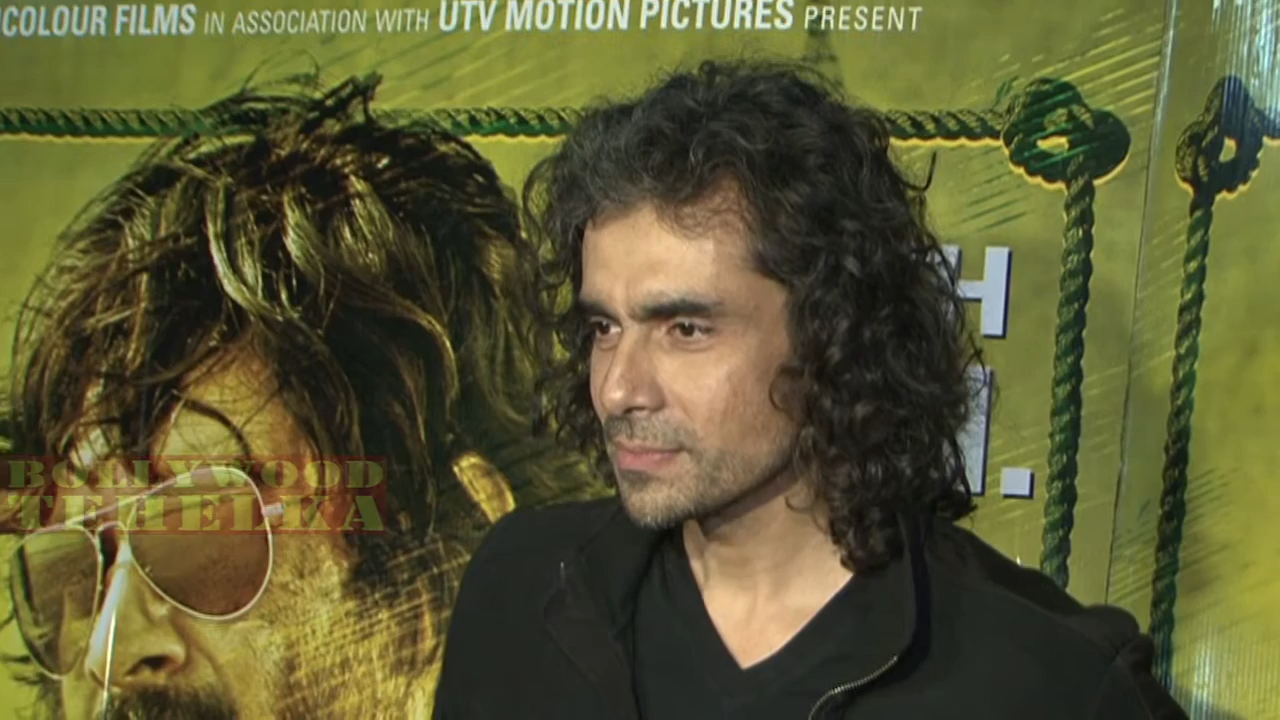 COLOUR FILMS IN ASSOCIATION WITH UTV MOTION PICTURES PRESENT
H
BOLLYWOOD
TEHELKA